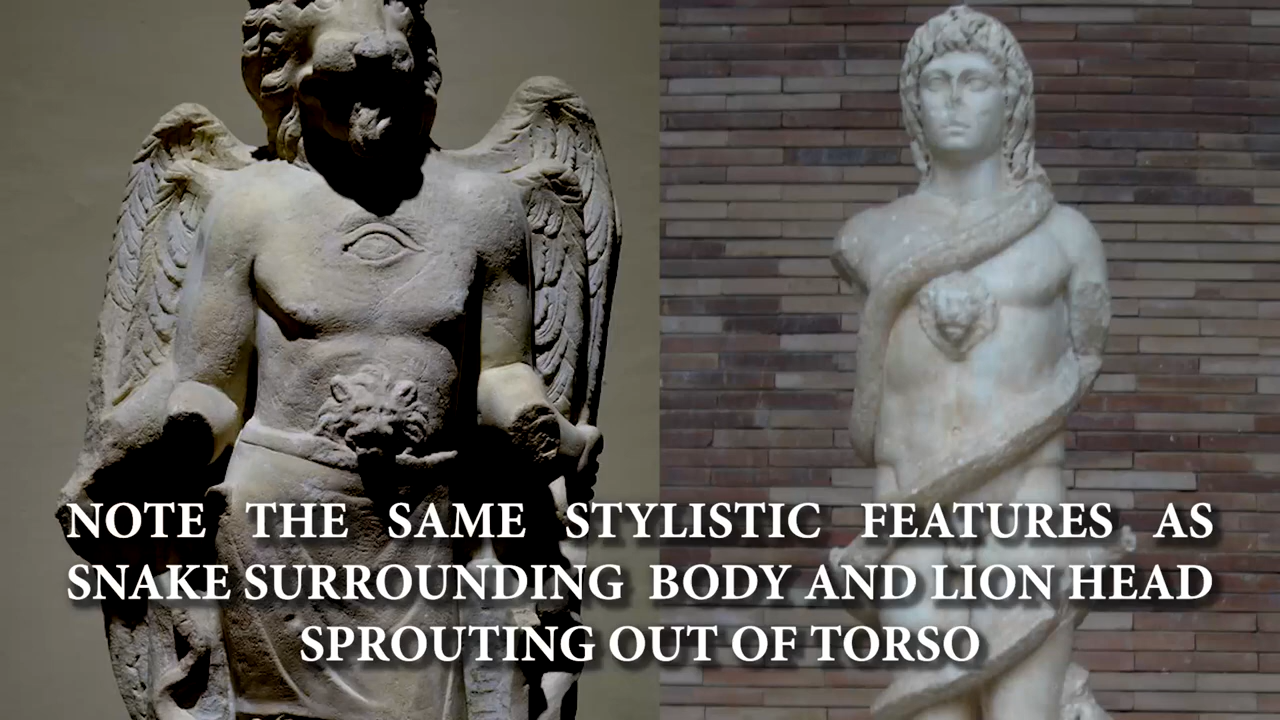 NOTE THE SAME STYLISTIC FEATURES AS
SNAKE SURROUNDING BODY AND LION HEAD
SPROUTING OUT OF TORSO